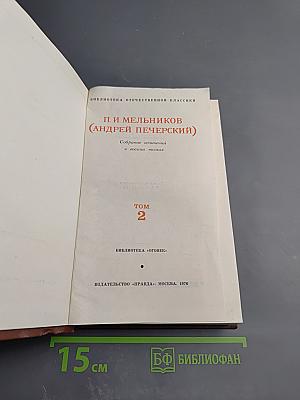 БИБЛИОТЕКА ОТЕЧЕСТВЕННОЙ КЛАССИКИ
П. И. МЕЛЬНИКОВ
(АНДРЕЙ ПЕЧЕРСКИЙ)
Собрание сочинений
в восьми томах
ТОМ
2
БИБЛИОТЕКА «ОГОНЕК»
ИЗДАТЕЛЬСТВО «ПРАВДА» МОСКВА. 1976
15 см
БФ БИБЛИОФАН